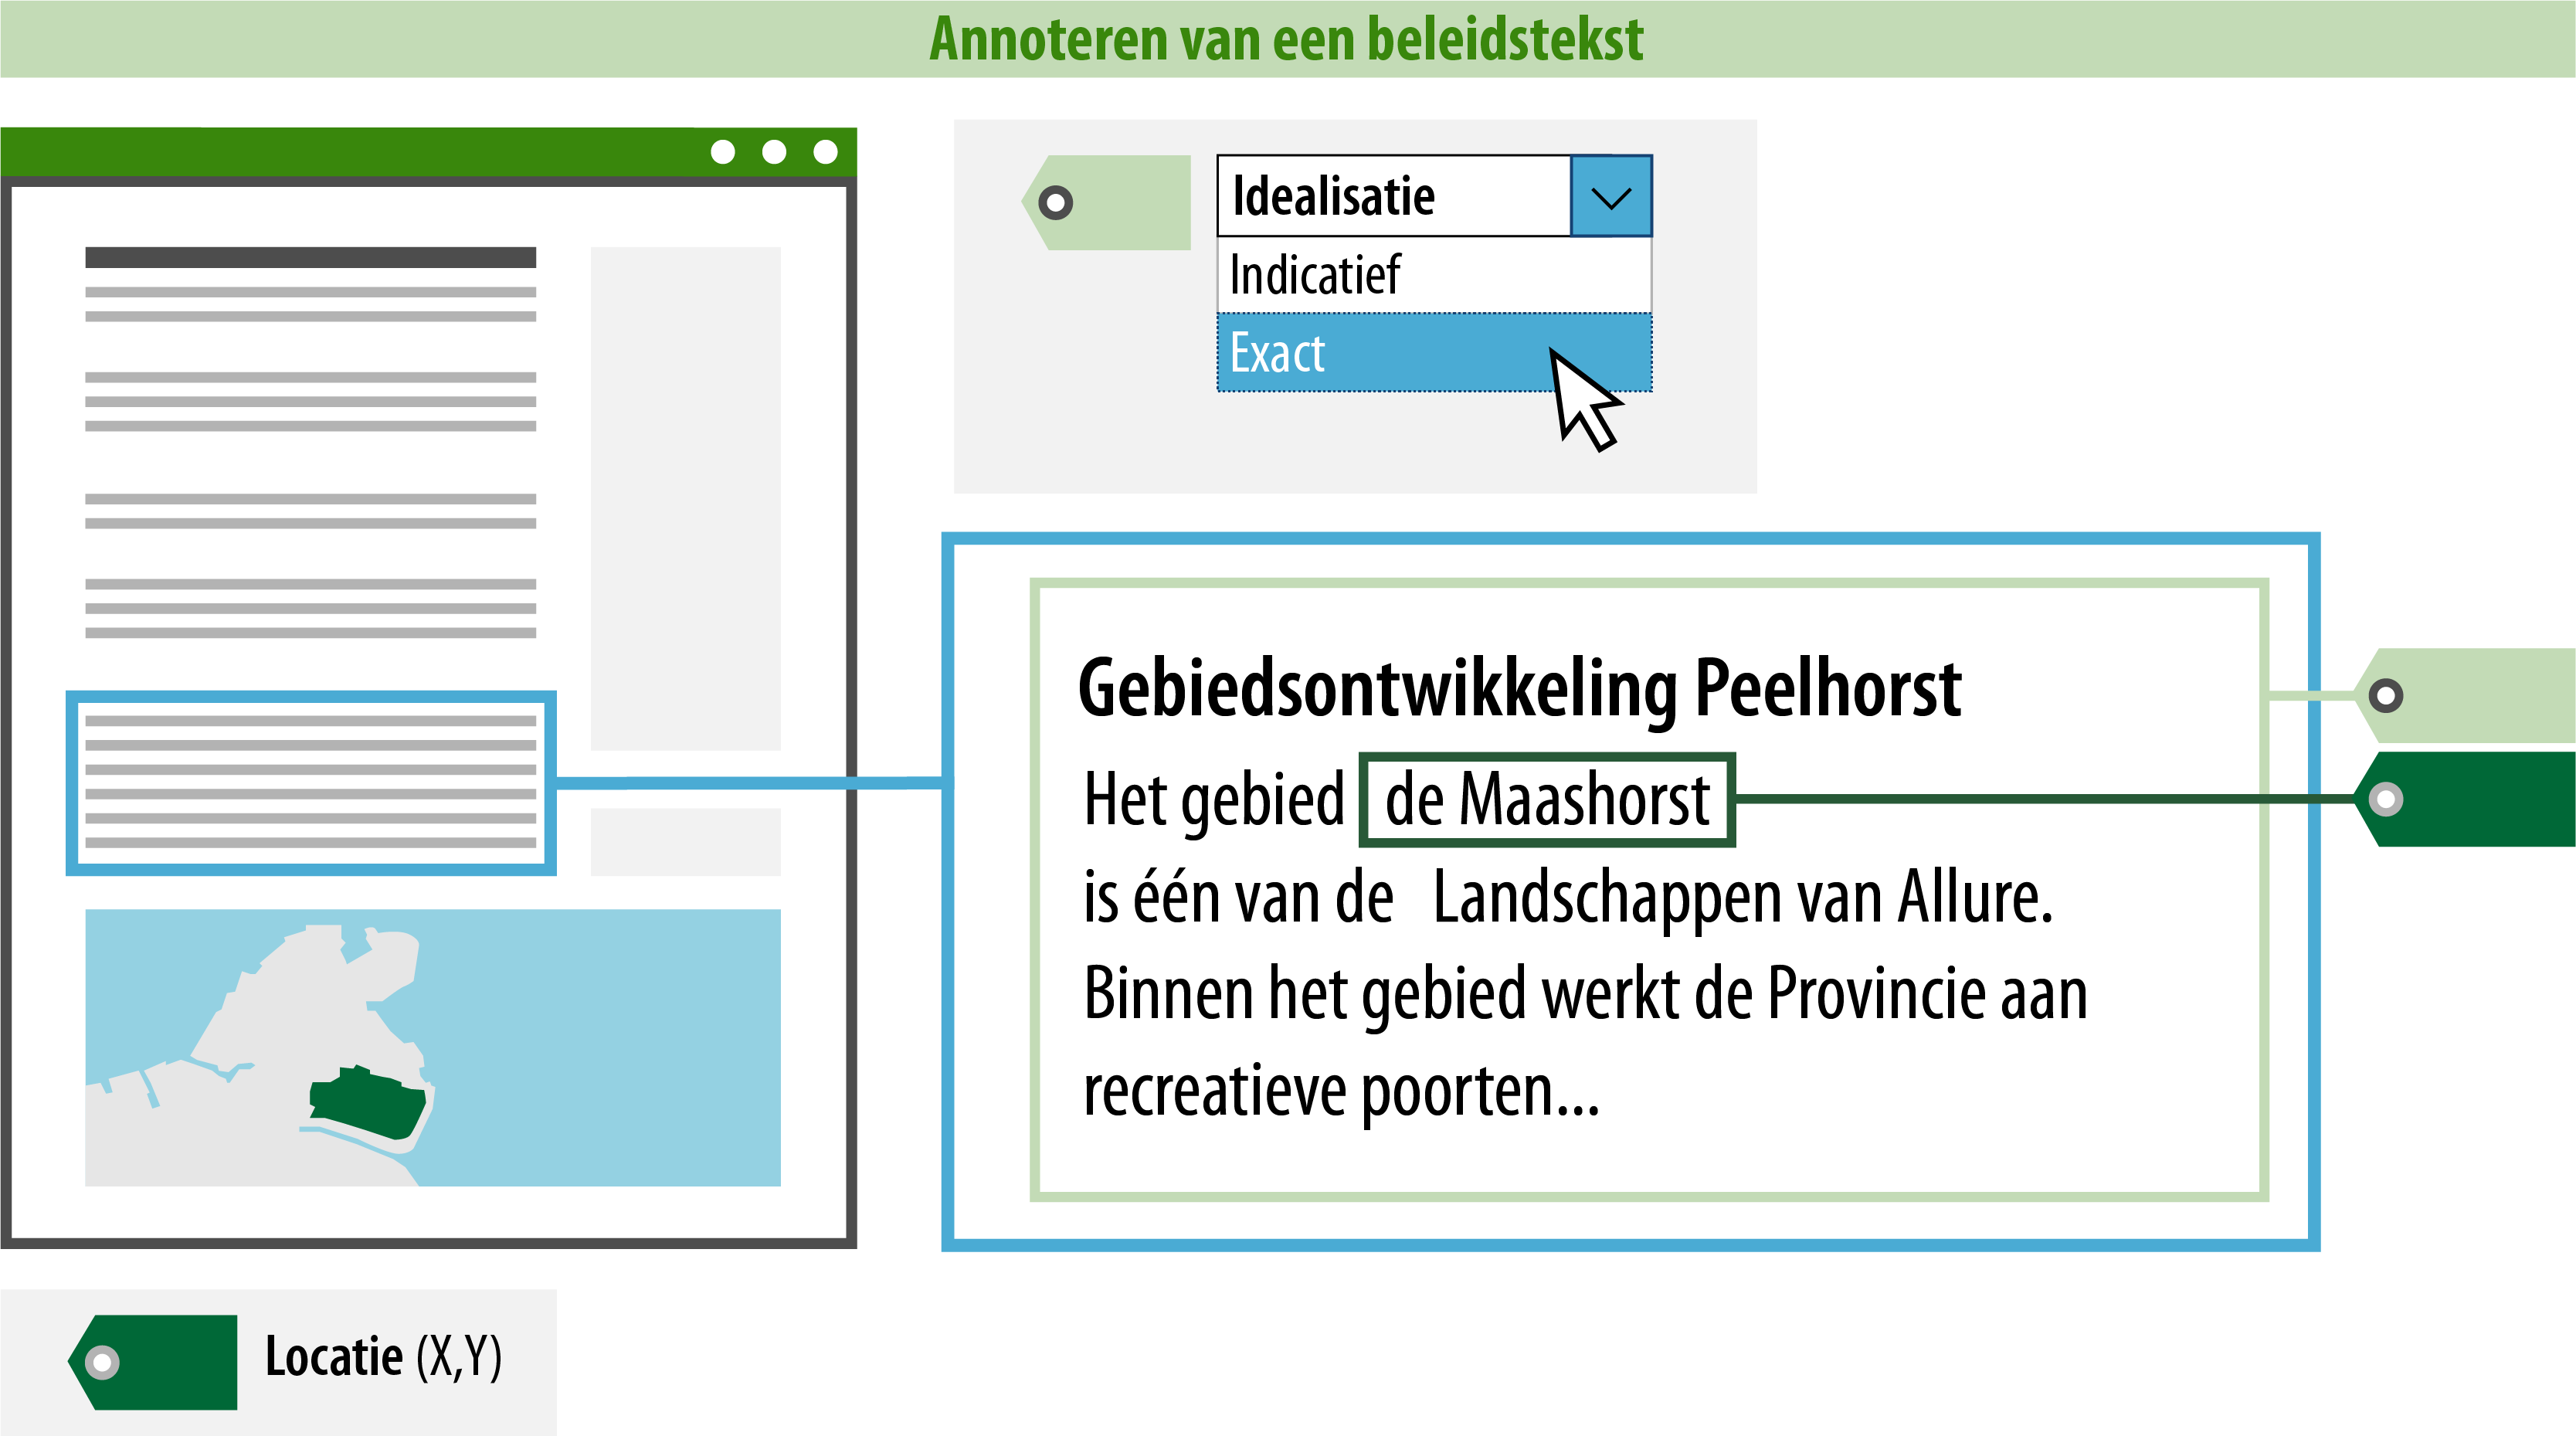 Annoteren van een beleidstekst
Idealisatie
Indicatief
Exact
Gebiedsontwikkeling Peelhorst
Het gebied de Maashorst
is één van de Landschappen van Allure.
Binnen het gebied werkt de Provincie aan
recreatieve poorten...
Locatie (X,Y)